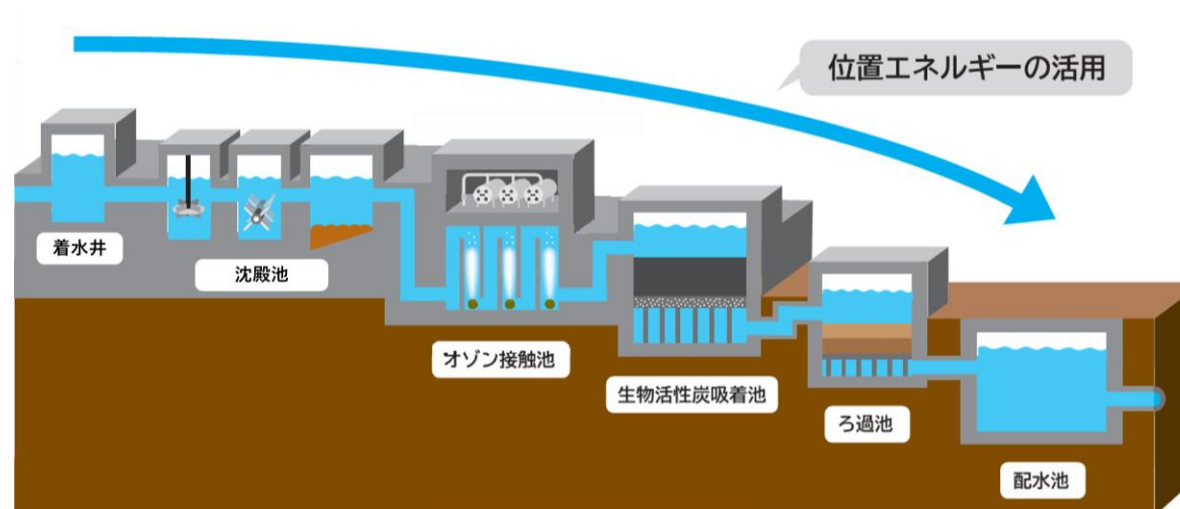 位置エネルギーの活用
着水井
沈殿池
オゾン接触池
生物活性炭吸着池
ろ過池
配水池